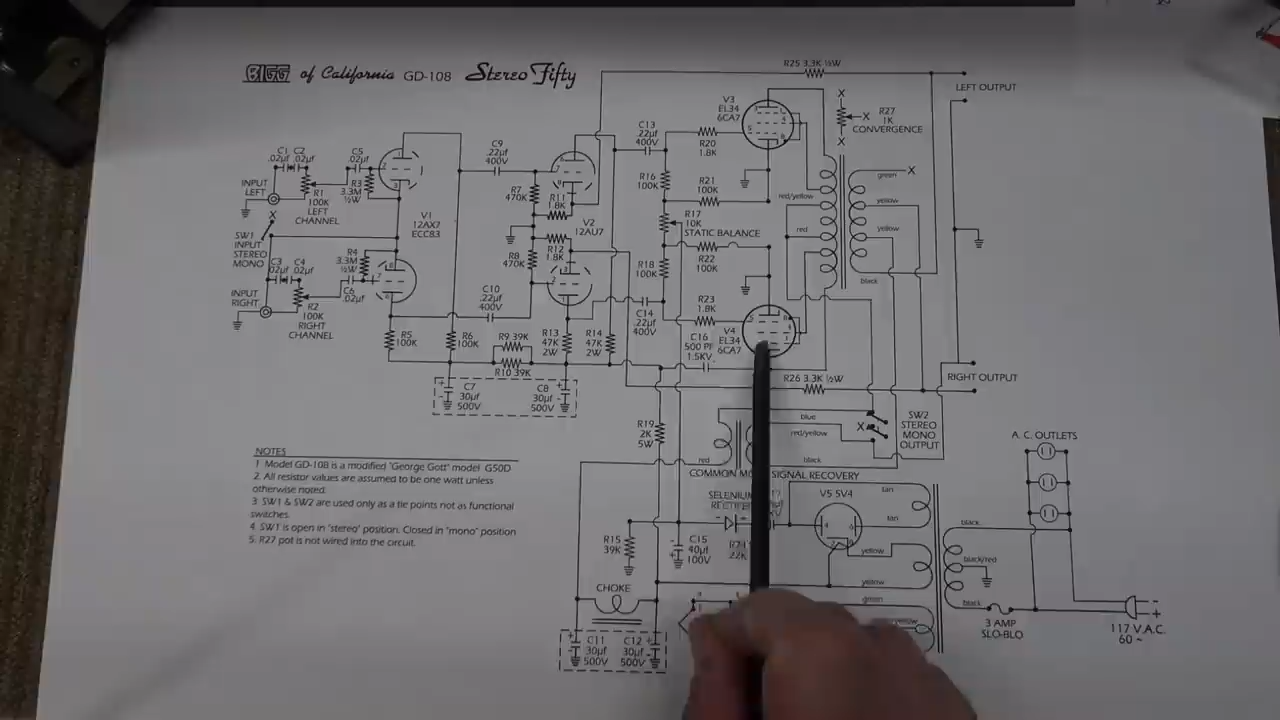 BIGG of California GD-108 Stereo Fifty
R25 3.3K ½W
LEFT OUTPUT
V3
EL34
6CA7
X
X
R27
1K
CONVERGENCE
X
C13
.22µf
400V
R20
1.8K
C9
.22µf
400V
C1
.02µf
C2
.02µf
C5
.02µf
R3
3.3M
½W
INPUT
LEFT
R1
100K
LEFT
CHANNEL
X
SW1
INPUT
STEREO
MONO
V1
12AX7
ECC83
R7
470K
R11
1.8K
V2
12AU7
R12
1.8K
R8
470K
R16
100K
R21
100K
R17
10K
STATIC BALANCE
R22
100K
R18
100K
red/yellow
red
green
X
yellow
yellow
black
R4
3.3M
½W
C3
.02µf
C4
.02µf
C6
.02µf
INPUT
RIGHT
R2
100K
RIGHT
CHANNEL
C10
.22µf
400V
R5
100K
R6
100K
R9 39K
R10 39K
R13
47K
2W
R14
47K
2W
C14
.22µf
400V
R23
1.8K
C16
500 PF
1.5KV
V4
EL34
6CA7
R26 3.3K ½W
RIGHT OUTPUT
C7
30µf
500V
C8
30µf
500V
R19
2K
5W
blue
red/yellow
black
red
X
SW2
STEREO
MONO
OUTPUT
A. C. OUTLETS
COMMON MO
SIGNAL RECOVERY
NOTES
1. Model GD-108 is a modified "George Gott" model G50D
2. All resistor values are assumed to be one watt unless
otherwise noted.
3. SW1 & SW2 are used only as a tie points not as functional
switches.
4. SW1 is open in "stereo" position. Closed in "mono" position
5. R27 pot is not wired into the circuit.
SELENIUM
RECTIFIER
V5 5V4
tan
tan
yellow
yellow
green
black
black/red
black
R15
39K
C15
40µf
100V
22K
CHOKE
C11
30µf
500V
C12
30µf
500V
3 AMP
SLO-BLO
117 V.A.C.
60 ~